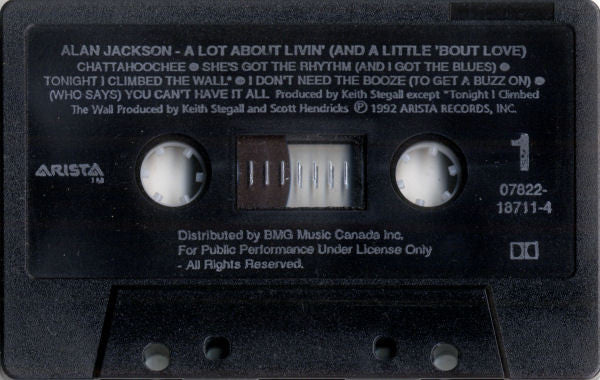 ALAN JACKSON - A LOT ABOUT LIVIN' (AND A LITTLE 'BOUT LOVE)
CHATTAHOOCHEE ● SHE'S GOT THE RHYTHM (AND I GOT THE BLUES) ●
TONIGHT I CLIMBED THE WALL* ● I DON'T NEED THE BOOZE (TO GET A BUZZ ON) ●
(WHO SAYS) YOU CAN'T HAVE IT ALL Produced by Keith Stegall except "Tonight I Climbed
The Wall Produced by Keith Stegall and Scott Hendricks ℗ 1992 ARISTA RECORDS, INC.
ARISTA
TM
1
07822-
18711-4
Distributed by BMG Music Canada Inc.
For Public Performance Under License Only
- All Rights Reserved.